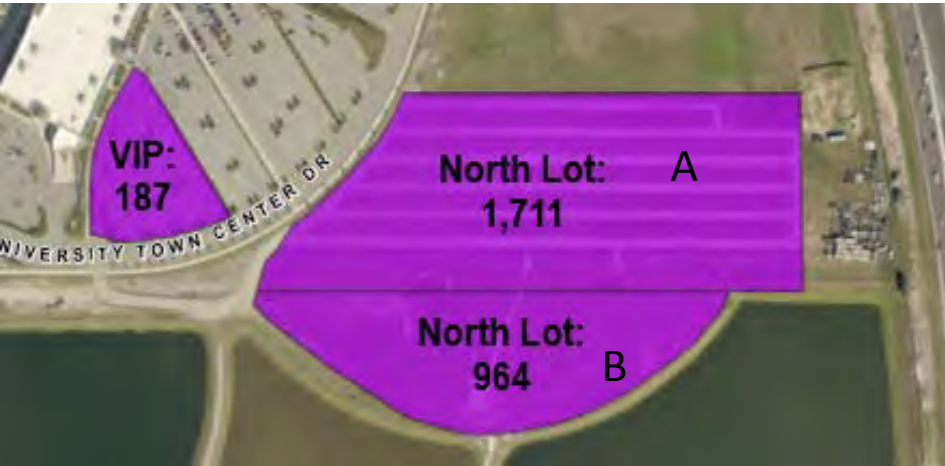 VIP:
187
North Lot: A
1,711
NIVERSITY TOWN CENTER DR
North Lot:
964 B